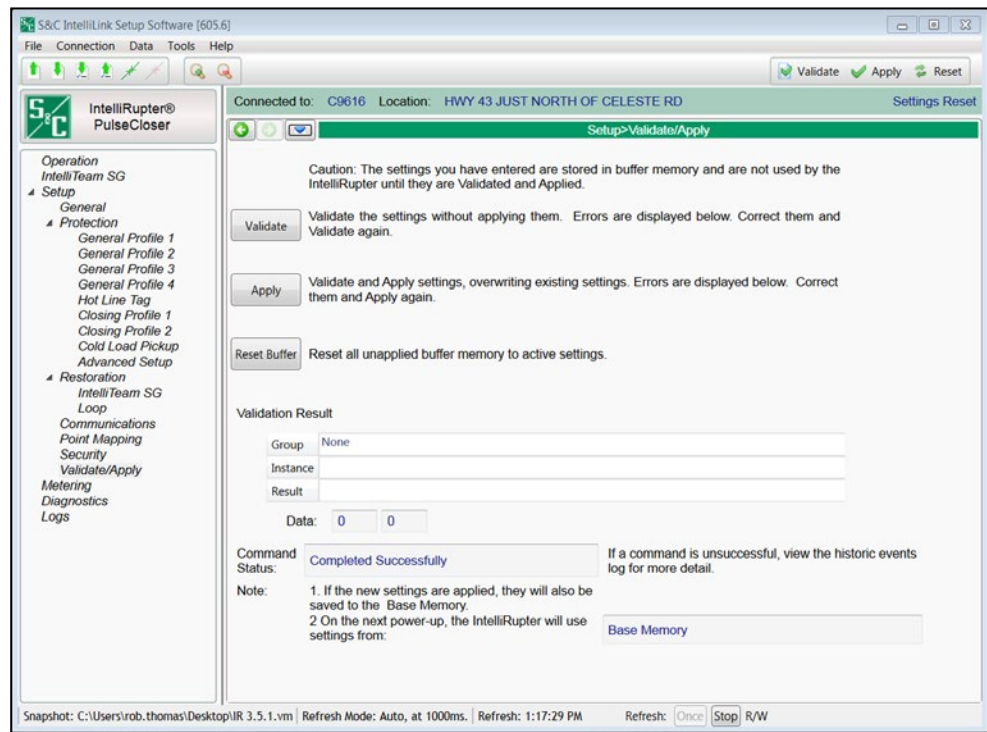 S&C IntelliLink Setup Software [605.6]
File Connection Data Tools Help
Validate Apply Reset
S&C
IntelliRupter®
PulseCloser
Connected to: C9616 Location: HWY 43 JUST NORTH OF CELESTE RD Settings Reset
Setup>Validate/Apply
Operation
IntelliTeam SG
Setup
General
Protection
General Profile 1
General Profile 2
General Profile 3
General Profile 4
Hot Line Tag
Closing Profile 1
Closing Profile 2
Cold Load Pickup
Advanced Setup
Restoration
IntelliTeam SG
Loop
Communications
Point Mapping
Security
Validate/Apply
Metering
Diagnostics
Logs
Caution: The settings you have entered are stored in buffer memory and are not used by the
IntelliRupter until they are Validated and Applied.
Validate
Validate the settings without applying them. Errors are displayed below. Correct them and
Validate again.
Apply
Validate and Apply settings, overwriting existing settings. Errors are displayed below. Correct
them and Apply again.
Reset Buffer
Reset all unapplied buffer memory to active settings.
Validation Result
Group None
Instance
Result
Data: 0 0
Command
Status:
Completed Successfully
If a command is unsuccessful, view the historic events
log for more detail.
Note:
1. If the new settings are applied, they will also be
saved to the Base Memory.
2 On the next power-up, the IntelliRupter will use
settings from:
Base Memory
Snapshot: C:\Users\rob.thomas\Desktop\IR 3.5.1.vm Refresh Mode: Auto, at 1000ms. Refresh: 1:17:29 PM Refresh: Once Stop R/W